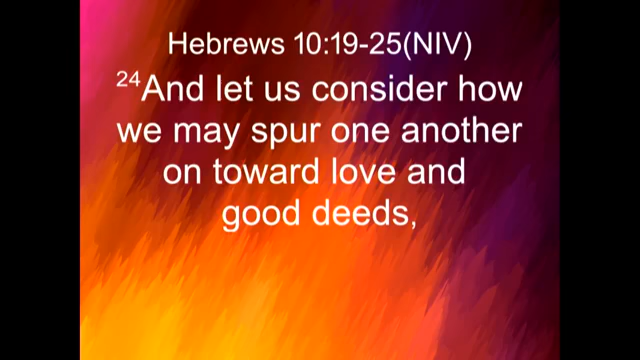 Hebrews 10:19-25(NIV)
24And let us consider how
we may spur one another
on toward love and
good deeds,